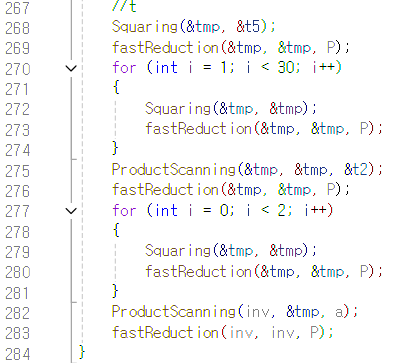 267 //t
268 Squaring(&tmp, &t5);
269 fastReduction(&tmp, &tmp, P);
270 for (int i = 1; i < 30; i++)
271 {
272 Squaring(&tmp, &tmp);
273 fastReduction(&tmp, &tmp, P);
274 }
275 ProductScanning(&tmp, &tmp, &t2);
276 fastReduction(&tmp, &tmp, P);
277 for (int i = 0; i < 2; i++)
278 {
279 Squaring(&tmp, &tmp);
280 fastReduction(&tmp, &tmp, P);
281 }
282 ProductScanning(inv, &tmp, a);
283 fastReduction(inv, inv, P);
284 }